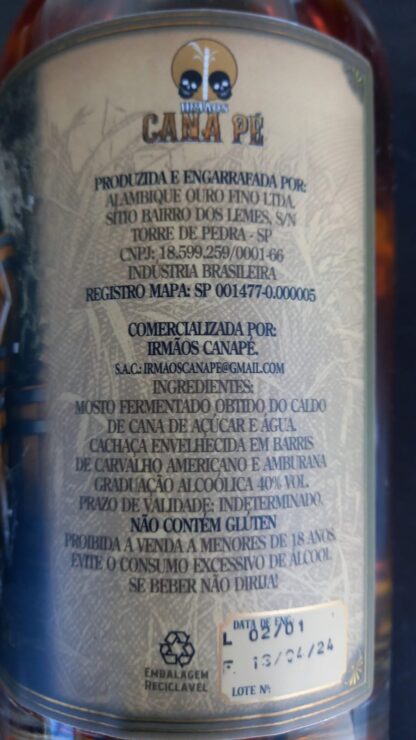 IRMÃOS
CANA PÉ
PRODUZIDA E ENGARRAFADA POR:
ALAMBIQUE OURO FINO LTDA.
SÍTIO BAIRRO DOS LEMES, S/N
TORRE DE PEDRA - SP
CNPJ: 18.599.259/0001-66
INDÚSTRIA BRASILEIRA
REGISTRO MAPA: SP 001477-0.000005
COMERCIALIZADA POR:
IRMÃOS CANAPÉ.
S.A.C.: IRMAOSCANAPE@GMAIL.COM
INGREDIENTES:
MOSTO FERMENTADO OBTIDO DO CALDO
DE CANA DE AÇÚCAR E ÁGUA.
CACHAÇA ENVELHECIDA EM BARRIS
DE CARVALHO AMERICANO E AMBURANA
GRADUAÇÃO ALCOÓLICA 40% VOL.
PRAZO DE VALIDADE: INDETERMINADO.
NÃO CONTÉM GLÚTEN
PROIBIDA A VENDA A MENORES DE 18 ANOS.
EVITE O CONSUMO EXCESSIVO DE ÁLCOOL.
SE BEBER NÃO DIRIJA!
EMBALAGEM
RECICLÁVEL
DATA DE ENG.
L 02/01
/04/24
LOTE Nº: